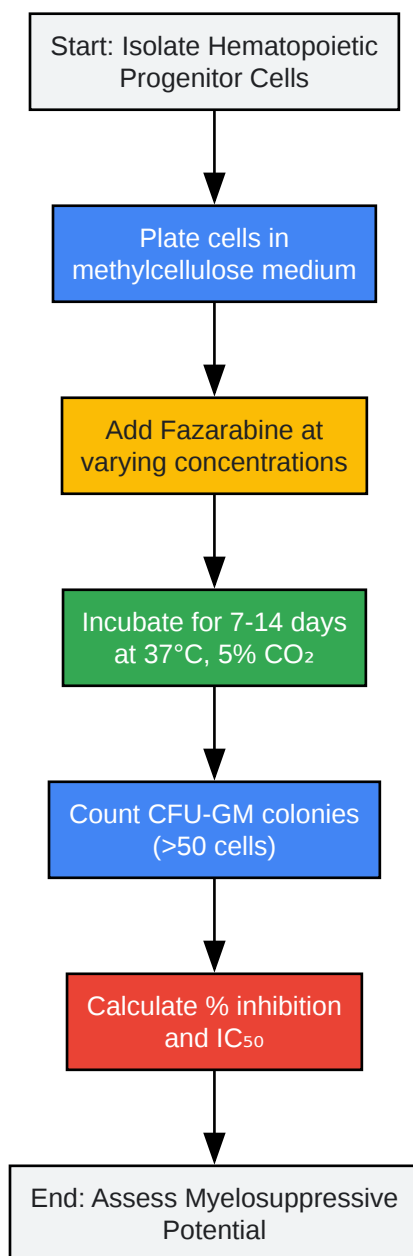 Start: Isolate Hematopoietic
Progenitor Cells
Plate cells in
methylcellulose medium
Add Fazarabine at
varying concentrations
Incubate for 7-14 days
at 37°C, 5% CO₂
Count CFU-GM colonies
(>50 cells)
Calculate % inhibition
and IC₅₀
End: Assess Myelosuppressive
Potential